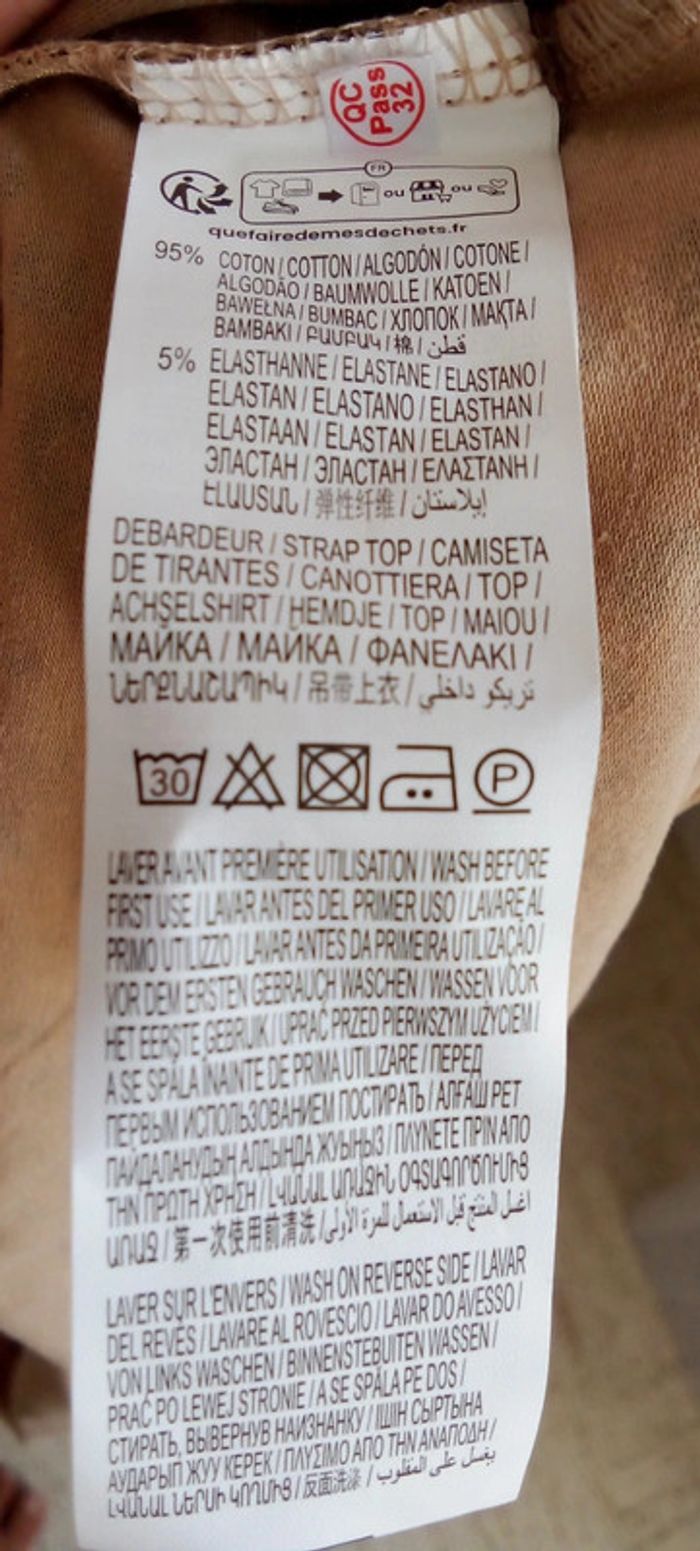 QC
Pass
32
FR
ou ou
quefairedemesdechets.fr
95% COTON / COTTON / ALGODÓN / COTONE /
ALGODÃO / BAUMWOLLE / KATOEN /
BAWEŁNA / BUMBAC / ХЛОПОК / МАҚТА /
BAMBAKI / ԲԱՄԲԱԿ / 棉 / قطن
5% ELASTHANNE / ELASTANE / ELASTANO /
ELASTAN / ELASTANO / ELASTHAN /
ELASTAAN / ELASTAN / ELASTAN /
ЭЛАСТАН / ЭЛАСТАН / ΕΛΑΣΤΑΝΗ /
ԷԼԱՍՏԱՆ / 弹性纤维 / إيلاستان
DEBARDEUR / STRAP TOP / CAMISETA
DE TIRANTES / CANOTTIERA / TOP /
ACHSELSHIRT / HEMDJE / TOP / MAIOU /
МАЙКА / МАЙКА / ΦΑΝΕΛΑΚΙ /
ՆԵՐՔՆԱՇԱՊԻԿ / 吊带上衣 / تريكو داخلي
30
P
LAVER AVANT PREMIÈRE UTILISATION / WASH BEFORE
FIRST USE / LAVAR ANTES DEL PRIMER USO / LAVARE AL
PRIMO UTILIZZO / LAVAR ANTES DA PRIMEIRA UTILIZAÇÃO /
VOR DEM ERSTEN GEBRAUCH WASCHEN / WASSEN VOOR
HET EERSTE GEBRUIK / UPRAĆ PRZED PIERWSZYM UŻYCIEM /
A SE SPĂLA ÎNAINTE DE PRIMA UTILIZARE / ПЕРЕД
ПЕРВЫМ ИСПОЛЬЗОВАНИЕМ ПОСТИРАТЬ / АЛҒАШ РЕТ
ПАЙДАЛАНУДЫҢ АЛДЫНДА ЖУЫҢЫЗ / ΠΛΥΝΕΤΕ ΠΡΙΝ ΑΠΟ
ΤΗΝ ΠΡΩΤΗ ΧΡΗΣΗ / ԼՎԱՆԱԼ ԱՌԱՋԻՆ ՕԳՏԱԳՈՐԾՈՒՄԻՑ
ԱՌԱՋ / 第一次使用前清洗 / اغسل المنتج قبل الاستعمال للمرة الأولى
LAVER SUR L'ENVERS / WASH ON REVERSE SIDE / LAVAR
DEL REVÉS / LAVARE AL ROVESCIO / LAVAR DO AVESSO /
VON LINKS WASCHEN / BINNENSTEBUITEN WASSEN /
PRAĆ PO LEWEJ STRONIE / A SE SPĂLA PE DOS /
СТИРАТЬ, ВЫВЕРНУВ НАИЗНАНКУ / ІШІН СЫРТЫНА
АУДАРЫП ЖУУ КЕРЕК / ΠΛΥΣΙΜΟ ΑΠΟ ΤΗΝ ΑΝΑΠΟΔΗ /
ԼՎԱՆԱԼ ՆԵՐՍԻ ԿՈՂՄԻՑ / 反面洗涤 / يغسل على المقلوب